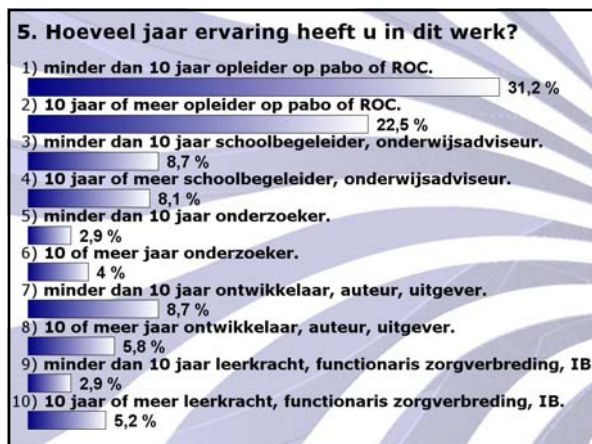 5. Hoeveel jaar ervaring heeft u in dit werk?
1) minder dan 10 jaar opleider op pabo of ROC.
31,2 %
2) 10 jaar of meer opleider op pabo of ROC.
22,5 %
3) minder dan 10 jaar schoolbegeleider, onderwijsadviseur.
8,7 %
4) 10 jaar of meer schoolbegeleider, onderwijsadviseur.
8,1 %
5) minder dan 10 jaar onderzoeker.
2,9 %
6) 10 of meer jaar onderzoeker.
4 %
7) minder dan 10 jaar ontwikkelaar, auteur, uitgever.
8,7 %
8) 10 of meer jaar ontwikkelaar, auteur, uitgever.
5,8 %
9) minder dan 10 jaar leerkracht, functionaris zorgverbreding, IB
2,9 %
10) 10 jaar of meer leerkracht, functionaris zorgverbreding, IB.
5,2 %